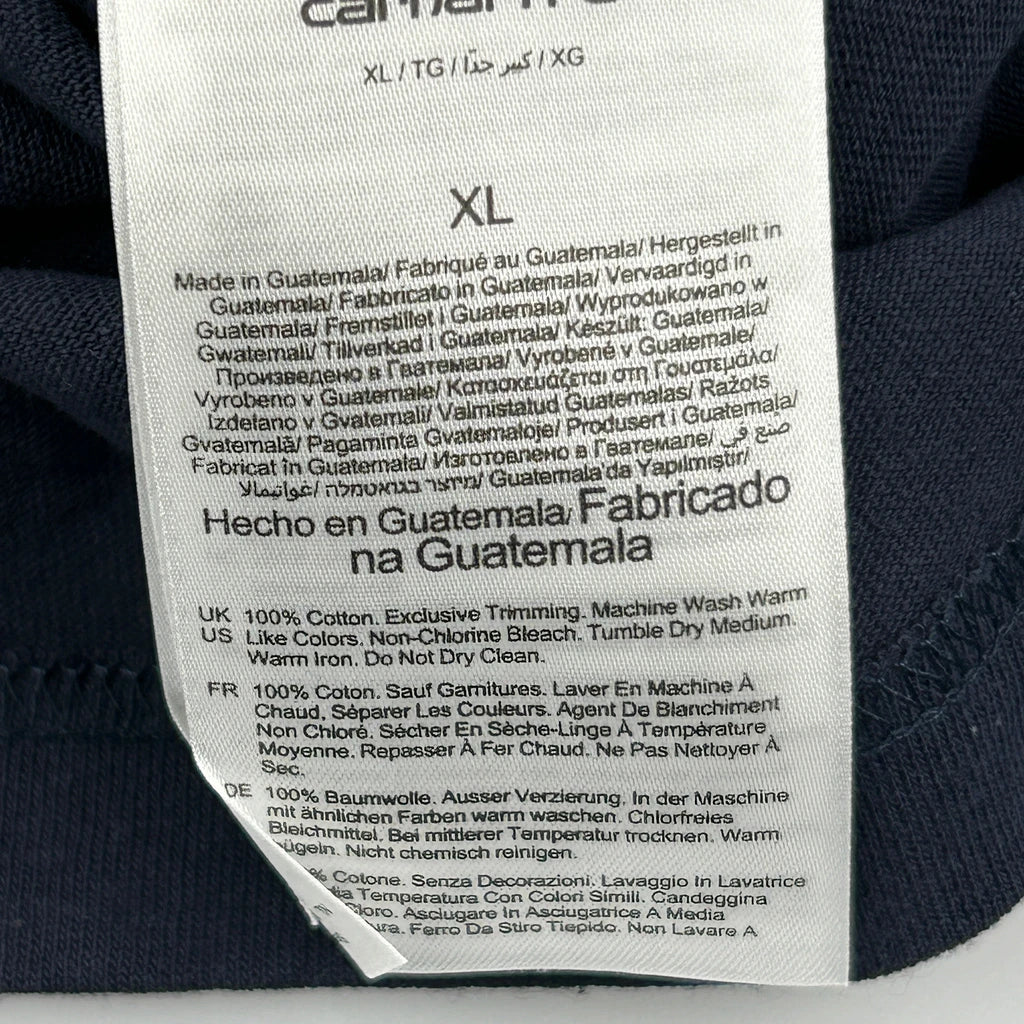 carhartt
XL / TG / كبير جدًا / XG
XL
Made in Guatemala/ Fabriqué au Guatemala/ Hergestellt in
Guatemala/ Fabbricato in Guatemala/ Vervaardigd in
Guatemala/ Fremstillet i Guatemala/ Wyprodukowano w
Gwatemali/ Tillverkad i Guatemala/ Készült: Guatemala/
Произведено в Гватемала/ Vyrobené v Guatemale/
Vyrobeno v Guatemale/ Κατασκευάζεται στη Γουατεμάλα/
Izdelano v Gvatemali/ Valmistatud Guatemalas/ Ražots
Gvatemalā/ Pagaminta Gvatemaloje/ Produsert i Guatemala/
Fabricat în Guatemala/ Изготовлено в Гватемале/ صنع في
غواتيمالا/ מיוצר בגואטמלה/ Guatemala'da Yapılmıştır/
Hecho en Guatemala/ Fabricado
na Guatemala
UK 100% Cotton. Exclusive Trimming. Machine Wash Warm
US Like Colors. Non-Chlorine Bleach. Tumble Dry Medium.
Warm Iron. Do Not Dry Clean.
FR 100% Coton. Sauf Garnitures. Laver En Machine À
Chaud, Séparer Les Couleurs. Agent De Blanchiment
Non Chloré. Sécher En Sèche-Linge À Température
Moyenne. Repasser À Fer Chaud. Ne Pas Nettoyer À
Sec.
DE 100% Baumwolle. Ausser Verzierung. In der Maschine
mit ähnlichen Farben warm waschen. Chlorfreies
Bleichmittel. Bei mittlerer Temperatur trocknen. Warm
bügeln. Nicht chemisch reinigen.
% Cotone. Senza Decorazioni. Lavaggio In Lavatrice
Temperatura Con Colori Simili. Candeggina
Cloro. Asciugare In Asciugatrice A Media
Ferro Da Stiro Tiepido. Non Lavare A